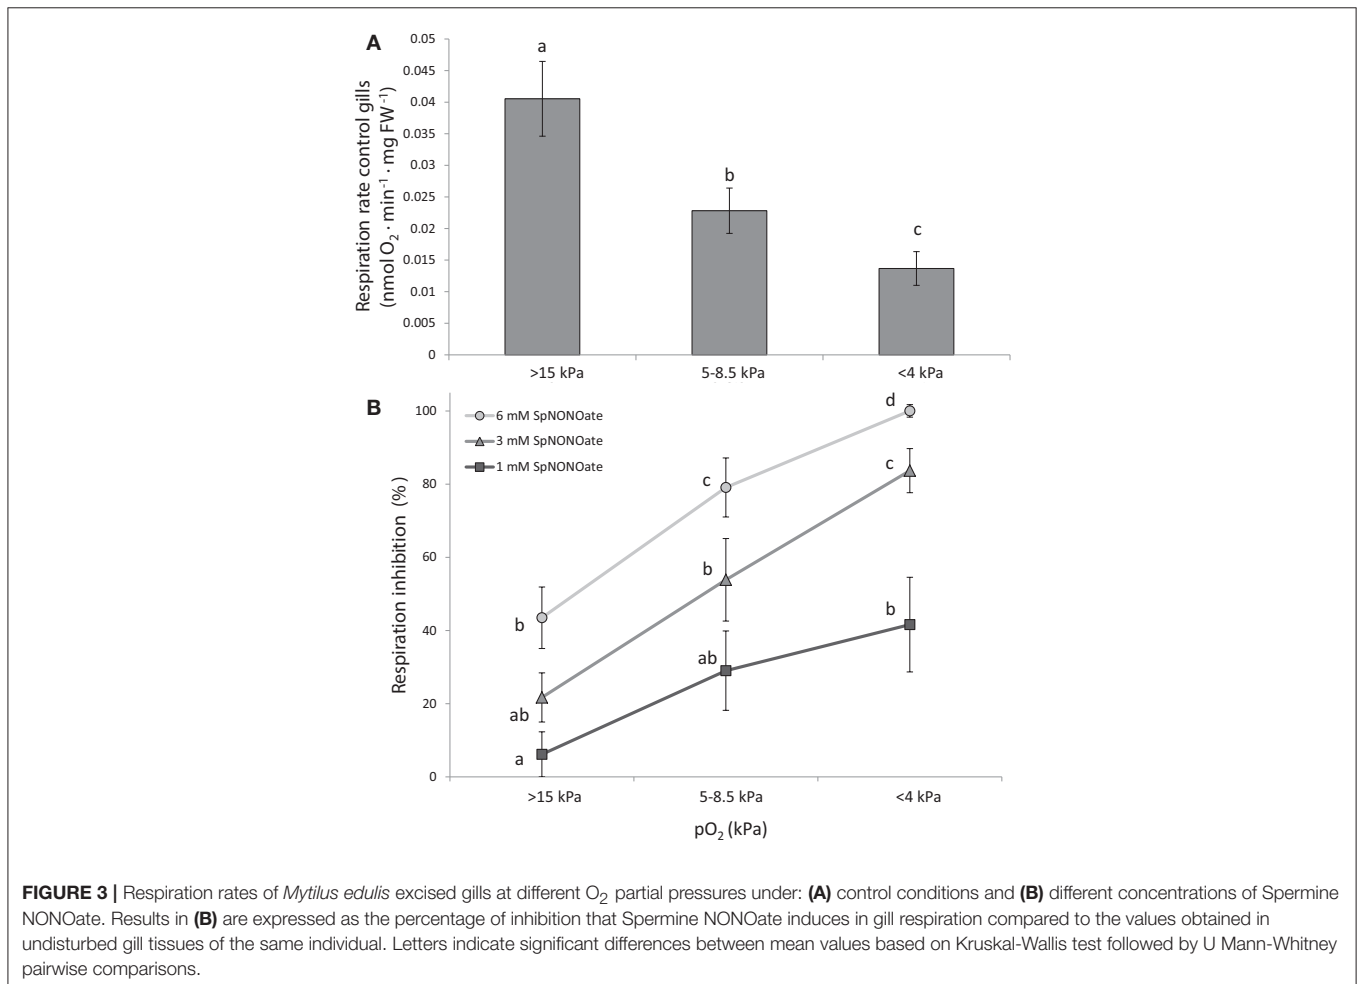 A
Respiration rate control gills
(nmol O₂ · min⁻¹ · mg FW⁻¹)
0.05
0.045
0.04
0.035
0.03
0.025
0.02
0.015
0.01
0.005
0
a
b
c
>15 kPa
5-8.5 kPa
<4 kPa
B
Respiration inhibition (%)
100
80
60
40
20
0
6 mM SpNONOate
3 mM SpNONOate
1 mM SpNONOate
b
c
d
ab
b
c
a
ab
b
>15 kPa
5-8.5 kPa
<4 kPa
pO₂ (kPa)
FIGURE 3 | Respiration rates of Mytilus edulis excised gills at different O₂ partial pressures under: (A) control conditions and (B) different concentrations of Spermine
NONOate. Results in (B) are expressed as the percentage of inhibition that Spermine NONOate induces in gill respiration compared to the values obtained in
undisturbed gill tissues of the same individual. Letters indicate significant differences between mean values based on Kruskal-Wallis test followed by U Mann-Whitney
pairwise comparisons.